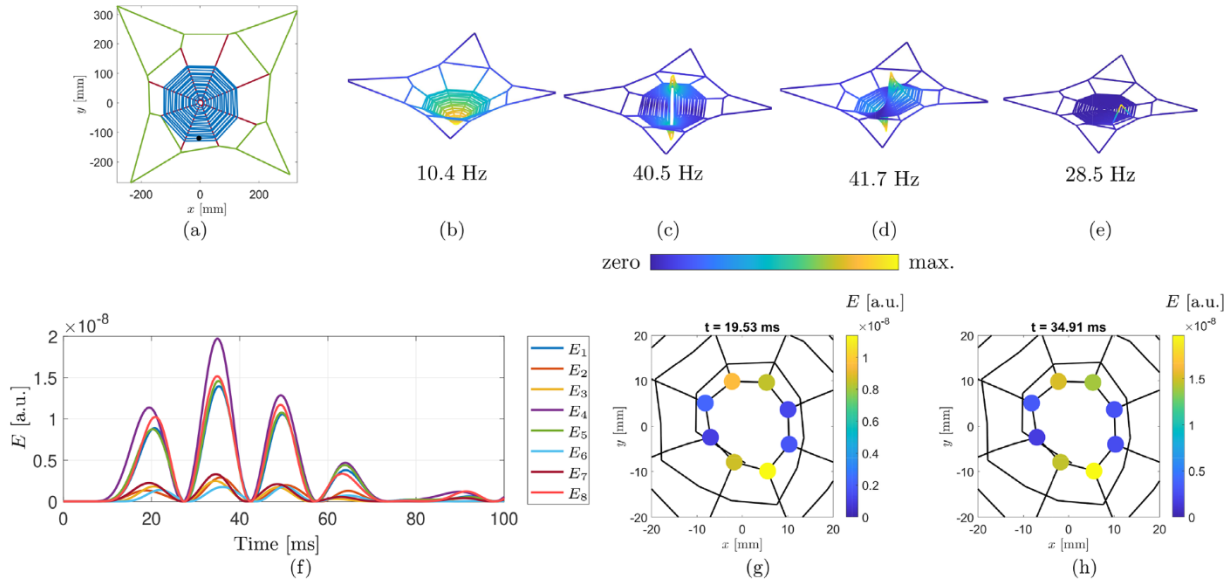 300
200
100
0
-100
-200
y [mm]
-200 0 200
x [mm]
(a)
10.4 Hz
(b)
40.5 Hz
(c)
41.7 Hz
(d)
28.5 Hz
(e)
zero max.
×10⁻⁸
2
1.5
1
0.5
0
E [a.u.]
0 20 40 60 80 100
Time [ms]
E₁
E₂
E₃
E₄
E₅
E₆
E₇
E₈
(f)
E [a.u.]
×10⁻⁸
t = 19.53 ms
20
10
0
-10
-20
y [mm]
-20 -10 0 10 20
x [mm]
1
0.8
0.6
0.4
0.2
0
(g)
E [a.u.]
×10⁻⁸
t = 34.91 ms
20
10
0
-10
-20
y [mm]
-20 -10 0 10 20
x [mm]
1.5
1
0.5
0
(h)